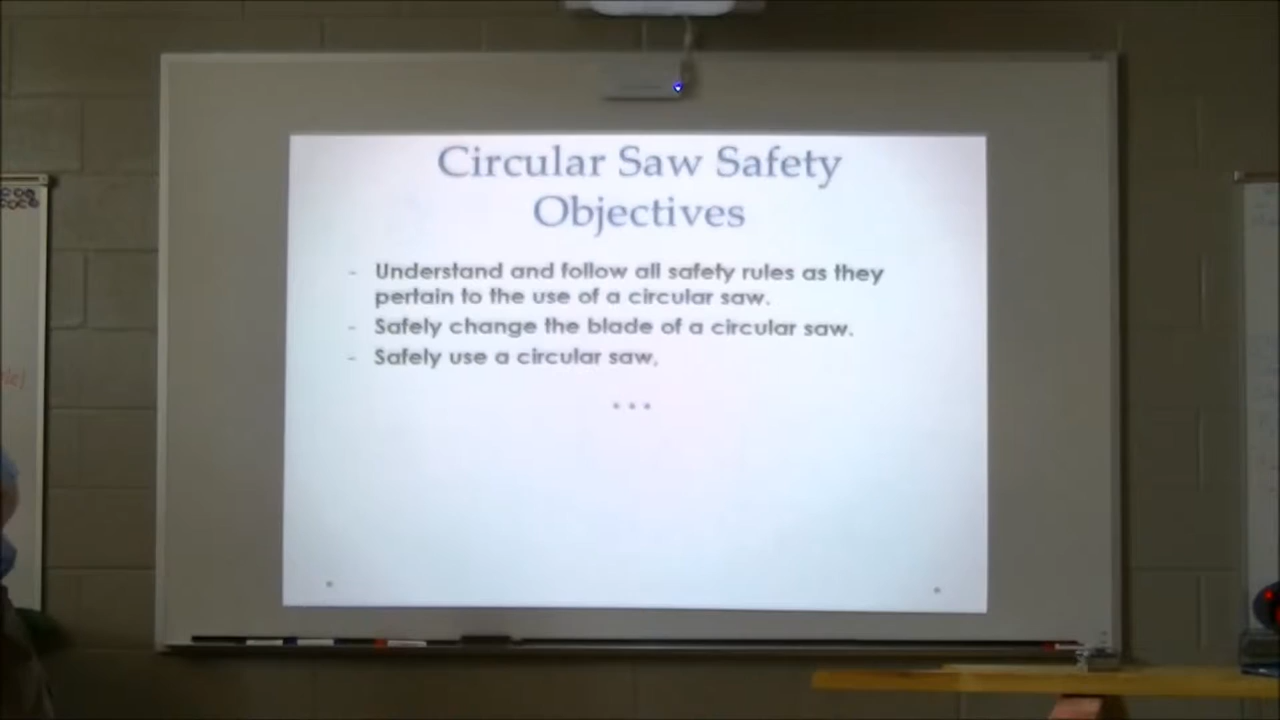 Circular Saw Safety
Objectives
- Understand and follow all safety rules as they
pertain to the use of a circular saw.
- Safely change the blade of a circular saw.
- Safely use a circular saw.
...